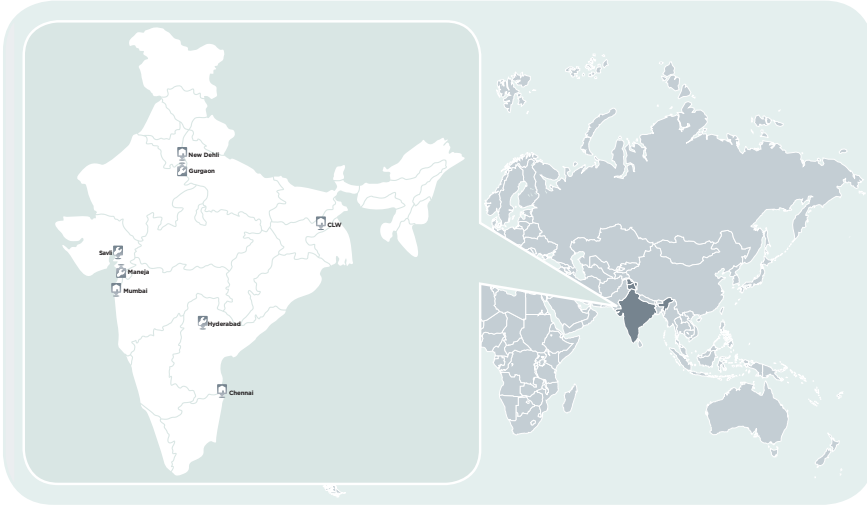 New Dehli
Gurgaon
CLW
Savli
Maneja
Mumbai
Hyderabad
Chennai